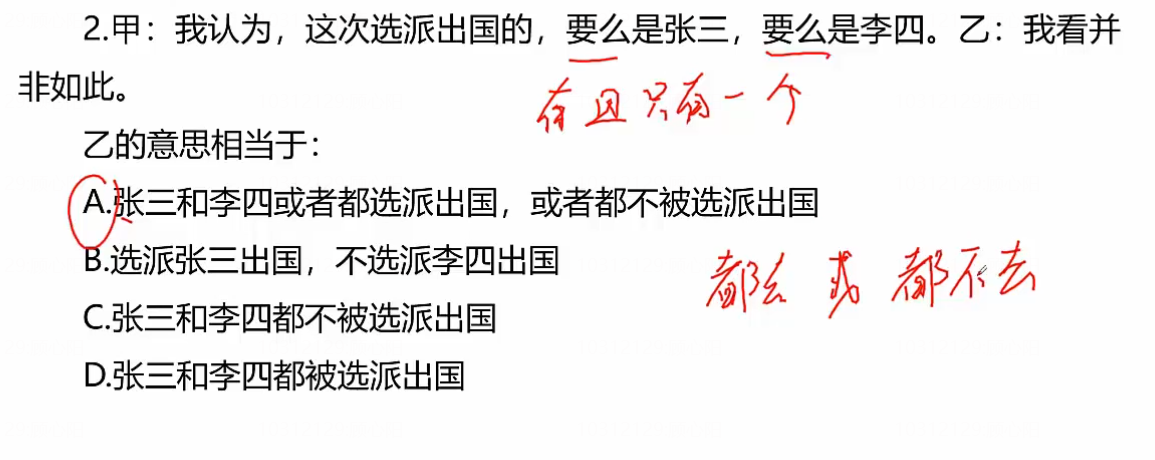 2.甲：我认为，这次选派出国的，要么是张三，要么是李四。乙：我看并
非如此。
有且只有一个
乙的意思相当于：
A.张三和李四或者都选派出国，或者都不被选派出国
B.选派张三出国，不选派李四出国
都去 或 都不去
C.张三和李四都不被选派出国
D.张三和李四都被选派出国